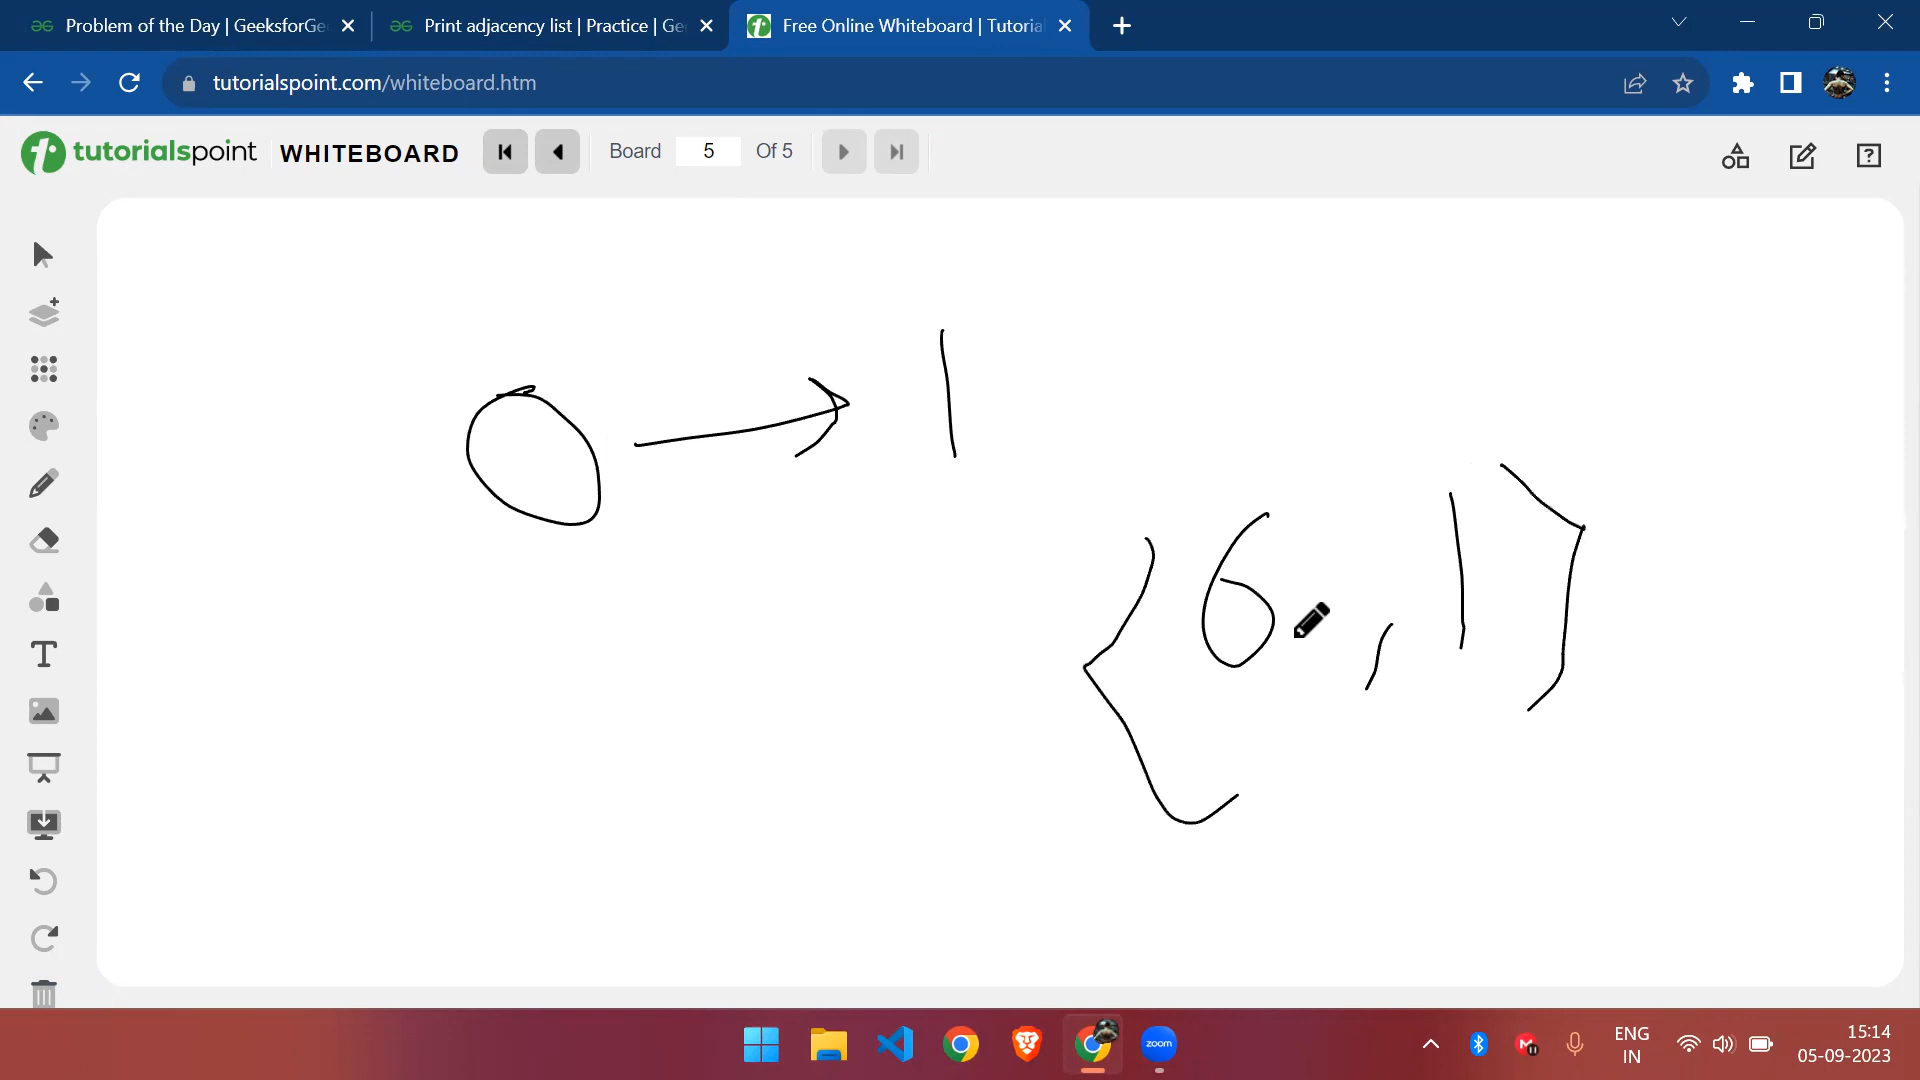 Problem of the Day | GeeksforGe
Print adjacency list | Practice | Ge
Free Online Whiteboard | Tutoria
tutorialspoint.com/whiteboard.htm
tutorialspoint WHITEBOARD Board 5 Of 5
0 → 1
{ 6 , 1 }
T
zoom
ENG
IN
15:14
05-09-2023